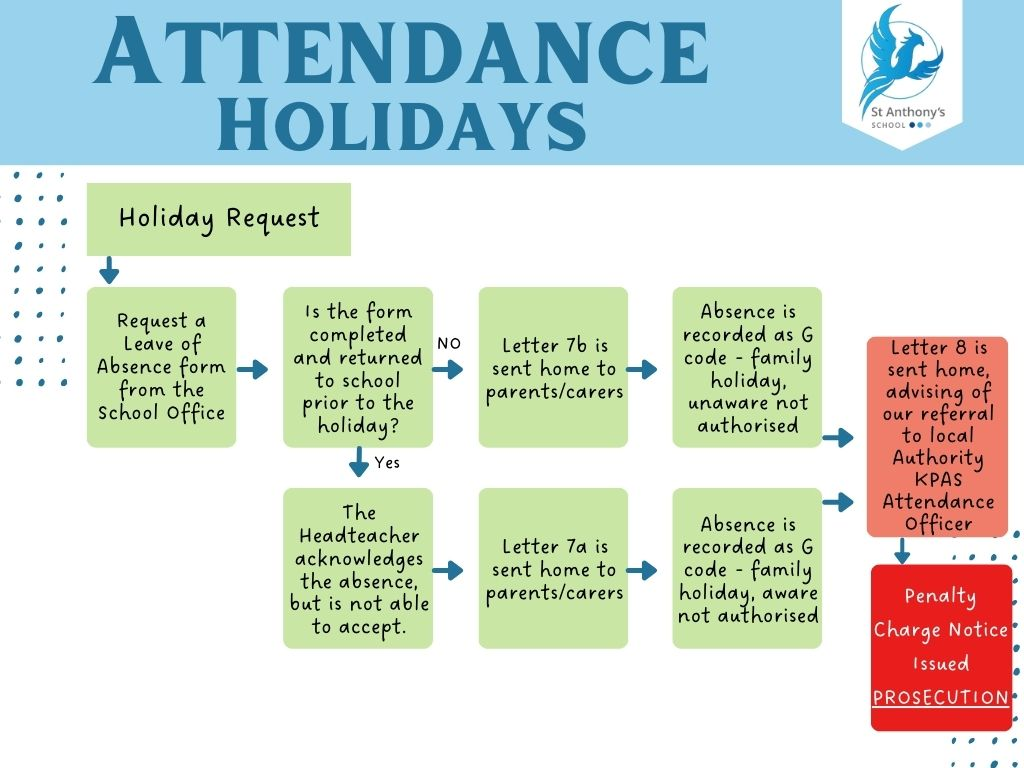 ATTENDANCE
HOLIDAYS
St Anthony's
SCHOOL
Holiday Request
Request a
Leave of
Absence form
from the
School Office
Is the form
completed
and returned
to school
prior to the
holiday?
NO
Letter 7b is
sent home to
parents/carers
Absence is
recorded as G
code - family
holiday,
unaware not
authorised
Yes
The
Headteacher
acknowledges
the absence,
but is not able
to accept.
Letter 7a is
sent home to
parents/carers
Absence is
recorded as G
code - family
holiday, aware
not authorised
Letter 8 is
sent home,
advising of
our referral
to local
Authority
KPAS
Attendance
Officer
Penalty
Charge Notice
Issued
PROSECUTION